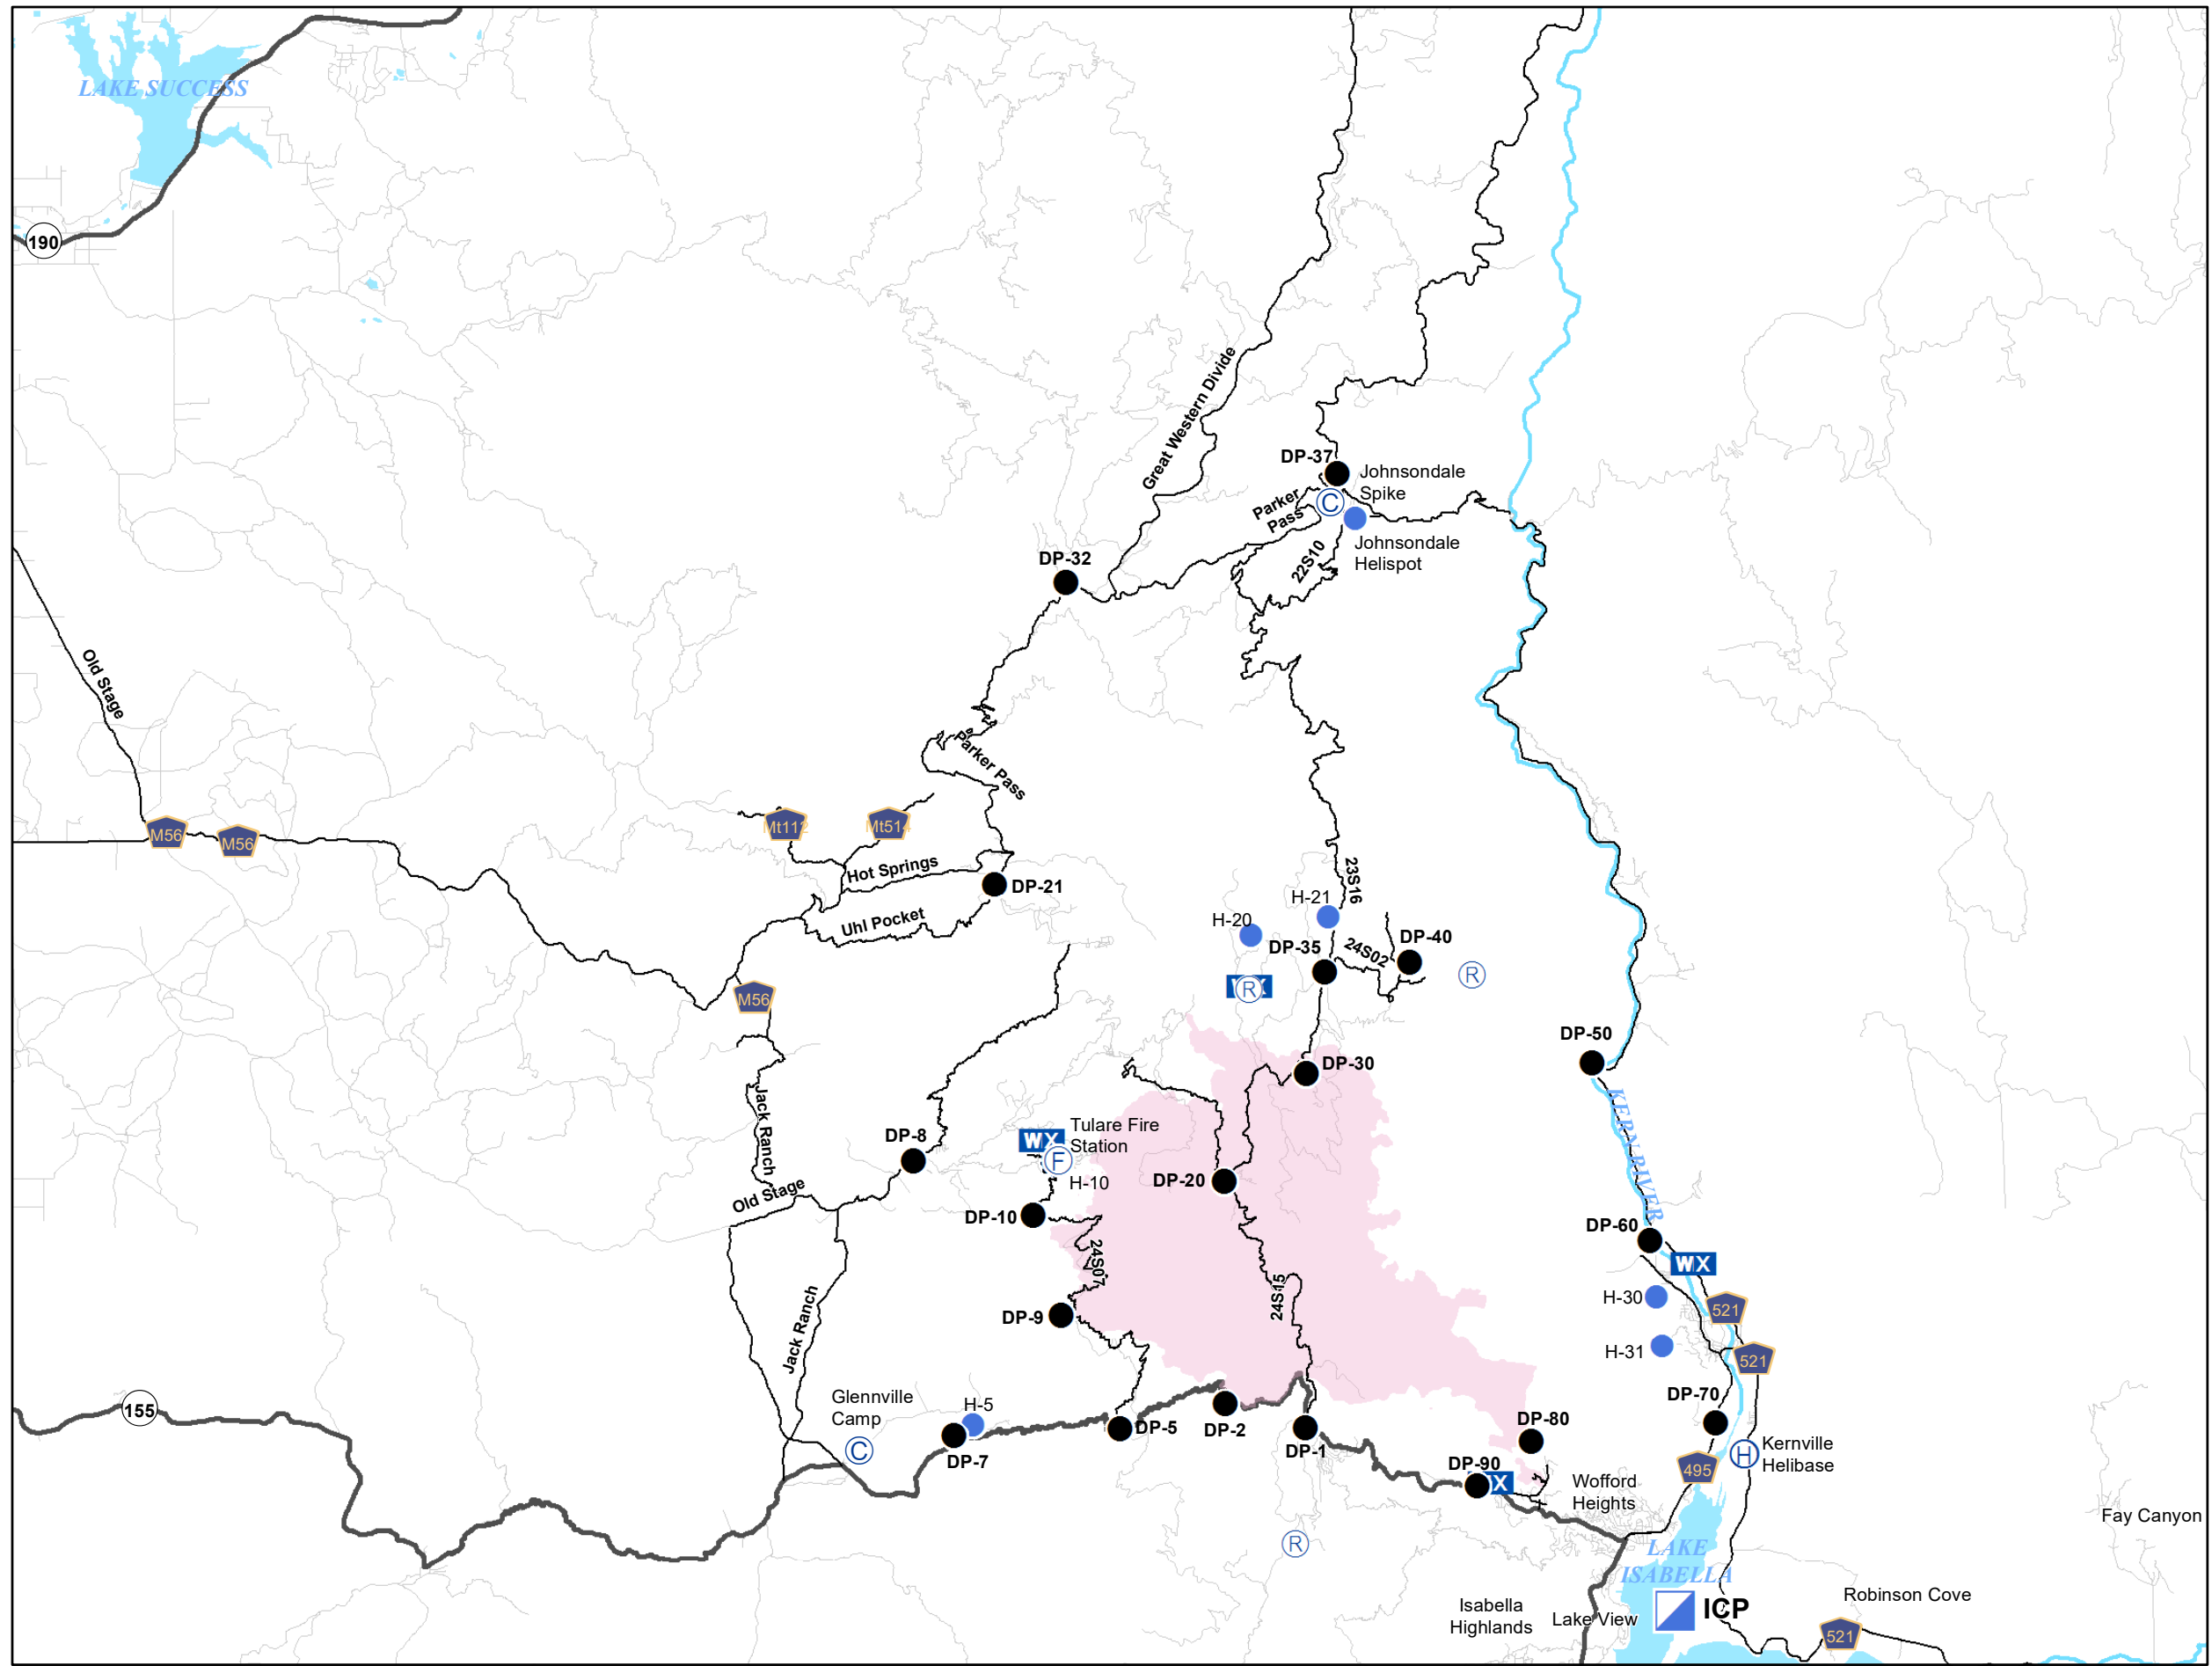 LAKE SUCCESS
190
Great Western Divide
DP-37
Johnsondale
Spike
C
Parker
Pass
Johnsondale
Helispot
22S10
DP-32
Old Stage
Parker Pass
M56
M56
Mt112
Mt514
Hot Springs
DP-21
Uhl Pocket
23S16
H-21
H-20
DP-35
24S02
DP-40
R
R
M56
DP-50
DP-30
KERN RIVER
Jack Ranch
DP-8
WX
Tulare Fire
Station
F
H-10
DP-20
Old Stage
DP-10
DP-60
24S07
WX
24S15
H-30
521
DP-9
H-31
521
Jack Ranch
Glennville
Camp
C
H-5
155
DP-7
DP-5
DP-2
DP-1
DP-70
DP-80
Kernville
Helibase
H
495
DP-90
Wofford
Heights
Fay Canyon
R
LAKE
ISABELLA
Isabella
Highlands
Lake View
ICP
Robinson Cove
521